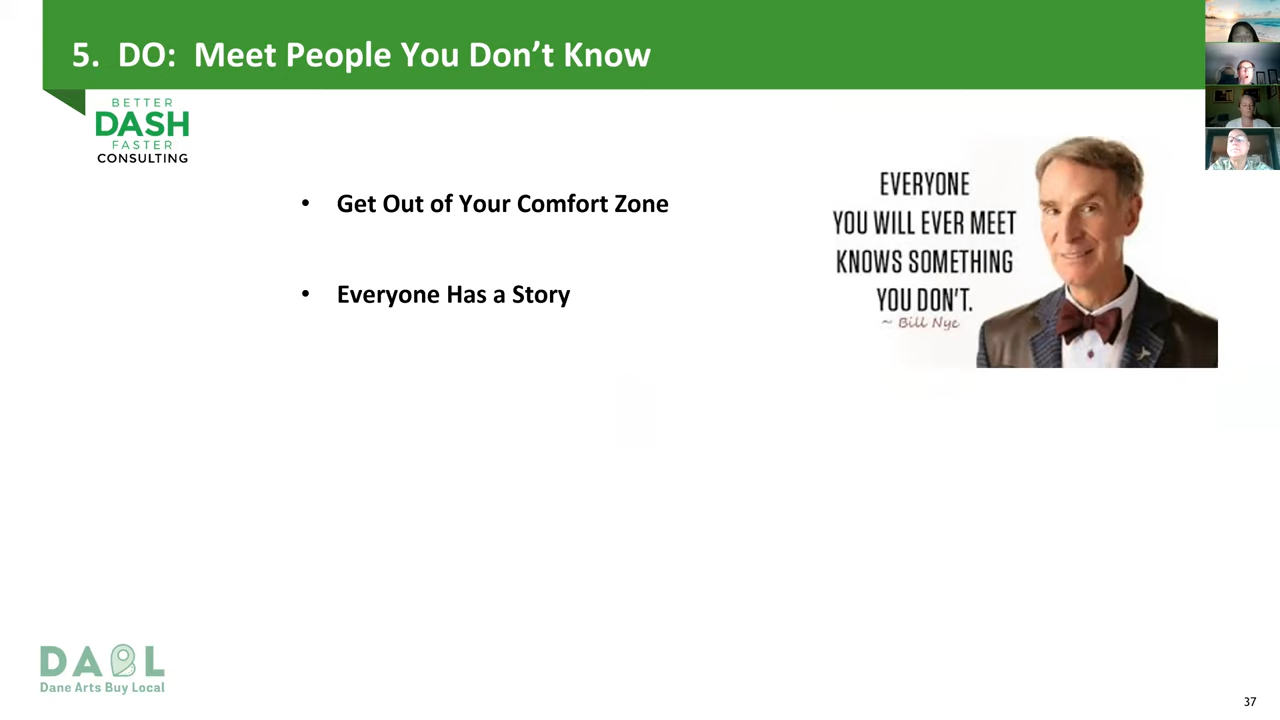 5. DO: Meet People You Don't Know
BETTER
DASH
FASTER
CONSULTING
• Get Out of Your Comfort Zone
• Everyone Has a Story
EVERYONE
YOU WILL EVER MEET
KNOWS SOMETHING
YOU DON'T.
~ Bill Nye
DABL
Dane Arts Buy Local
37